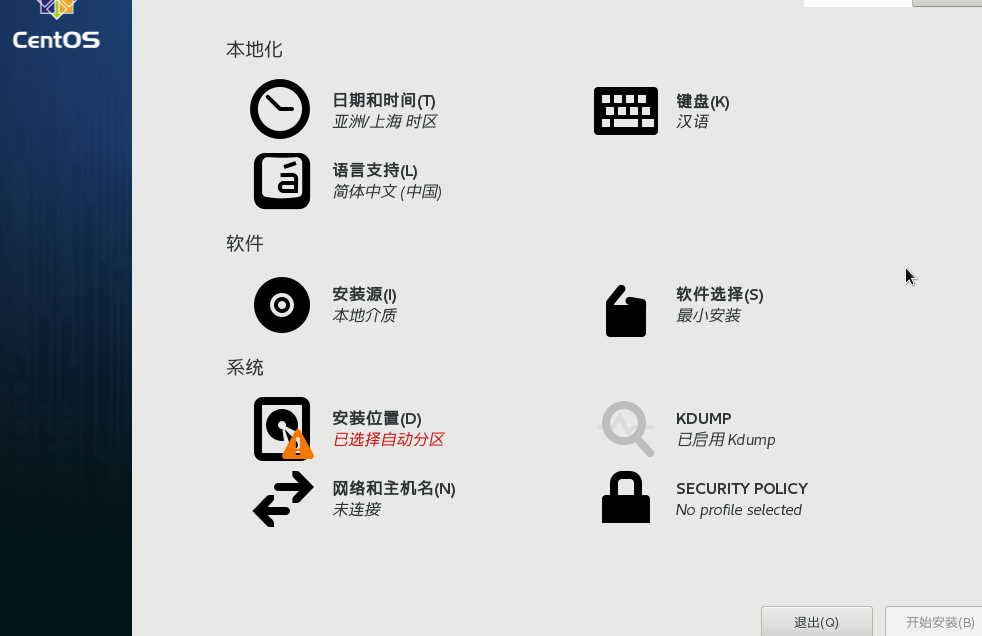 CentOS
本地化
日期和时间(T)
亚洲/上海 时区
键盘(K)
汉语
语言支持(L)
简体中文 (中国)
软件
安装源(I)
本地介质
软件选择(S)
最小安装
系统
安装位置(D)
已选择自动分区
KDUMP
已启用 Kdump
网络和主机名(N)
未连接
SECURITY POLICY
No profile selected
退出(Q)
开始安装(B)